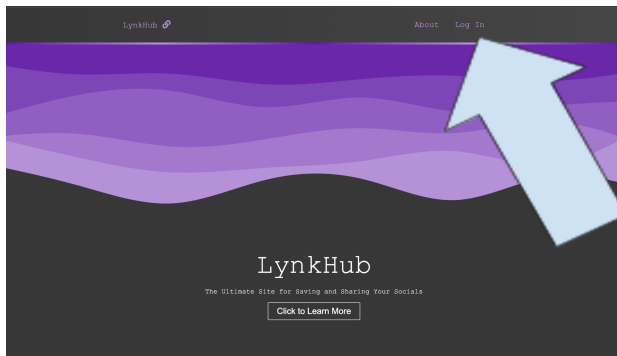 LynkHub
About Log In
LynkHub
The Ultimate Site for Saving and Sharing Your Socials
Click to Learn More